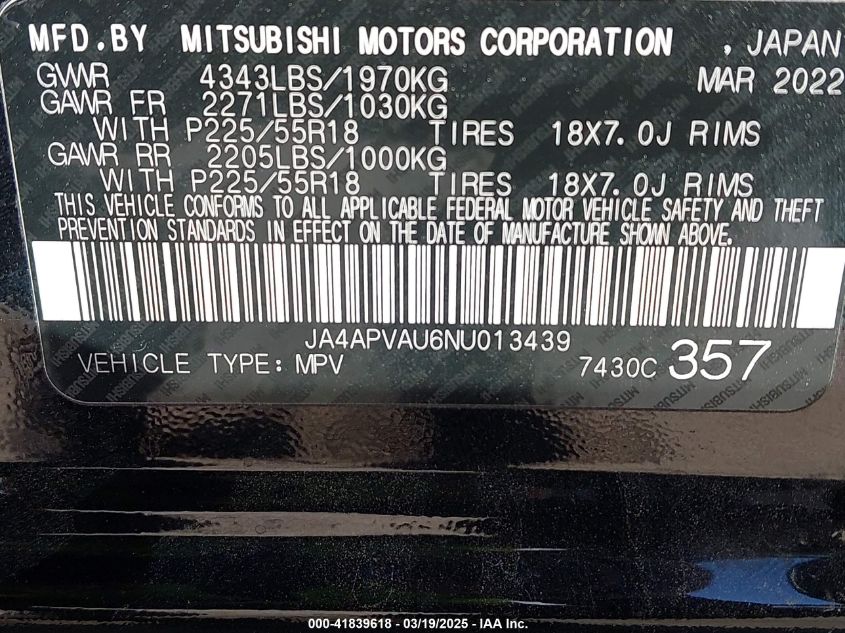 MFD.BY MITSUBISHI MOTORS CORPORATION , JAPAN
GVWR 4343LBS/1970KG MAR 2022
GAWR FR 2271LBS/1030KG
WITH P225/55R18 TIRES 18X7.0J RIMS
GAWR RR 2205LBS/1000KG
WITH P225/55R18 TIRES 18X7.0J RIMS
THIS VEHICLE CONFORMS TO ALL APPLICABLE FEDERAL MOTOR VEHICLE SAFETY AND THEFT
PREVENTION STANDARDS IN EFFECT ON THE DATE OF MANUFACTURE SHOWN ABOVE.
JA4APVAU6NU013439
VEHICLE TYPE: MPV 7430C 357
000-41839618 - 03/19/2025 - IAA Inc.